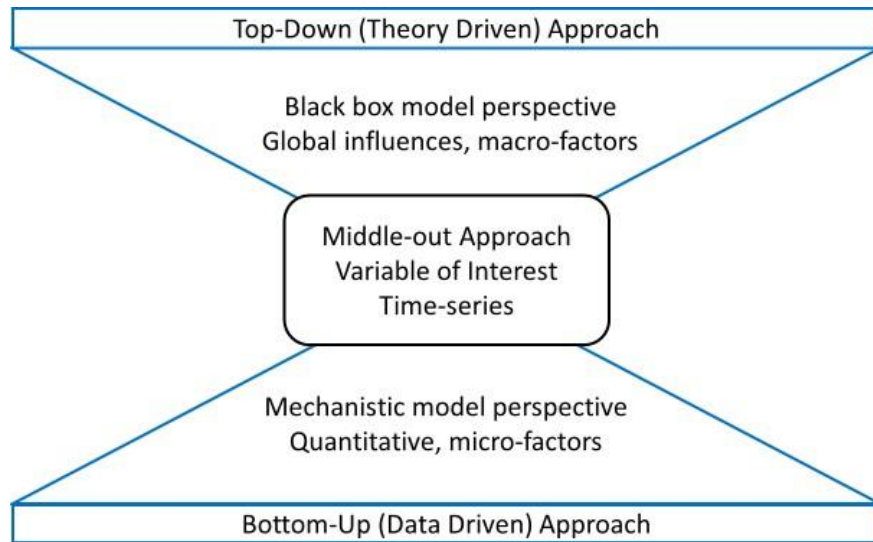 Top-Down (Theory Driven) Approach
Black box model perspective
Global influences, macro-factors
Middle-out Approach
Variable of Interest
Time-series
Mechanistic model perspective
Quantitative, micro-factors
Bottom-Up (Data Driven) Approach